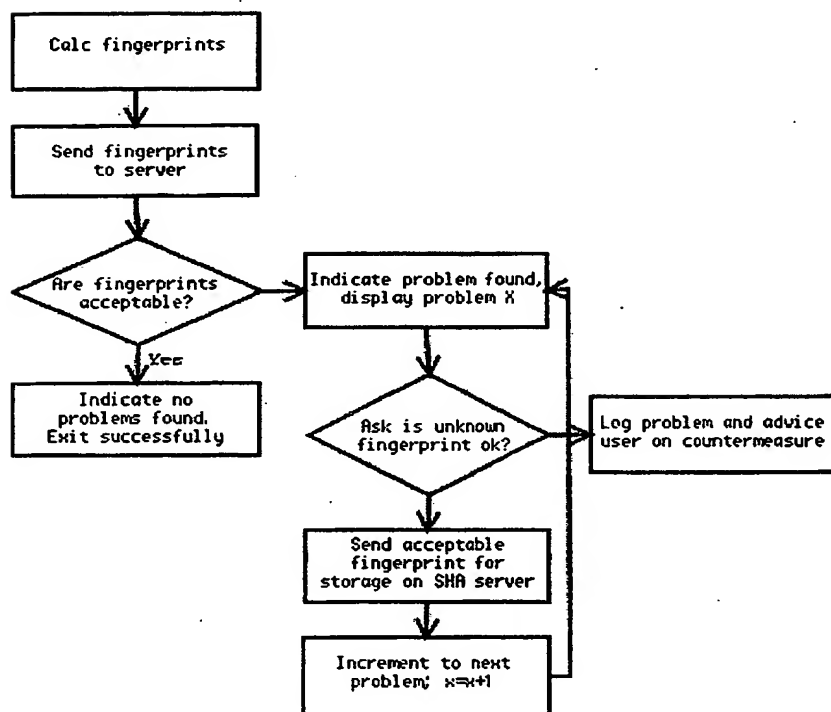 Calc fingerprints
Send fingerprints
to server
Are fingerprints
acceptable?
Yes
Indicate no
problems found.
Exit successfully
Indicate problem found,
display problem X
Ask is unknown
fingerprint ok?
Log problem and advice
user on countermeasure
Send acceptable
fingerprint for
storage on SHA server
Increment to next
problem; x=x+1